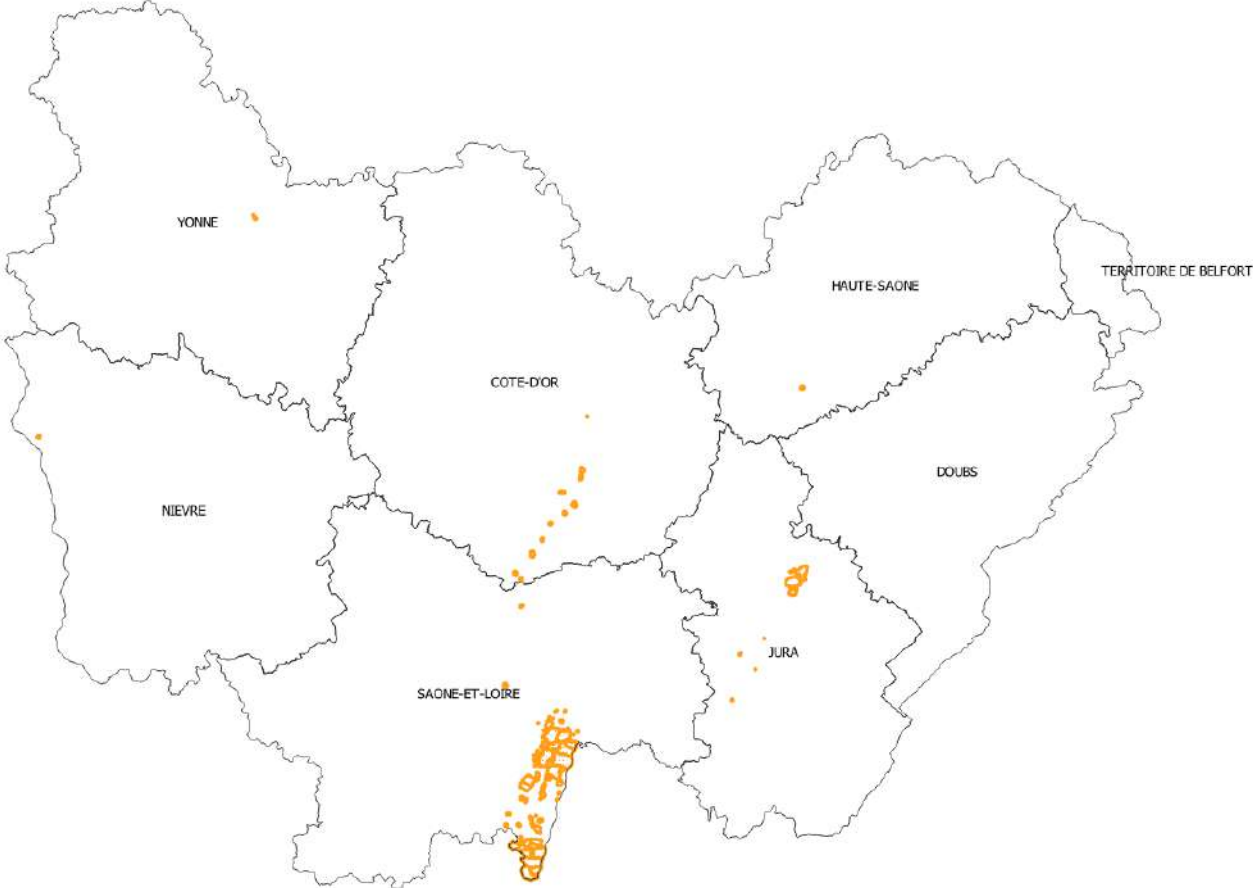 YONNE
TERRITOIRE DE BELFORT
HAUTE-SAONE
COTE-D'OR
DOUBS
NIEVRE
JURA
SAONE-ET-LOIRE